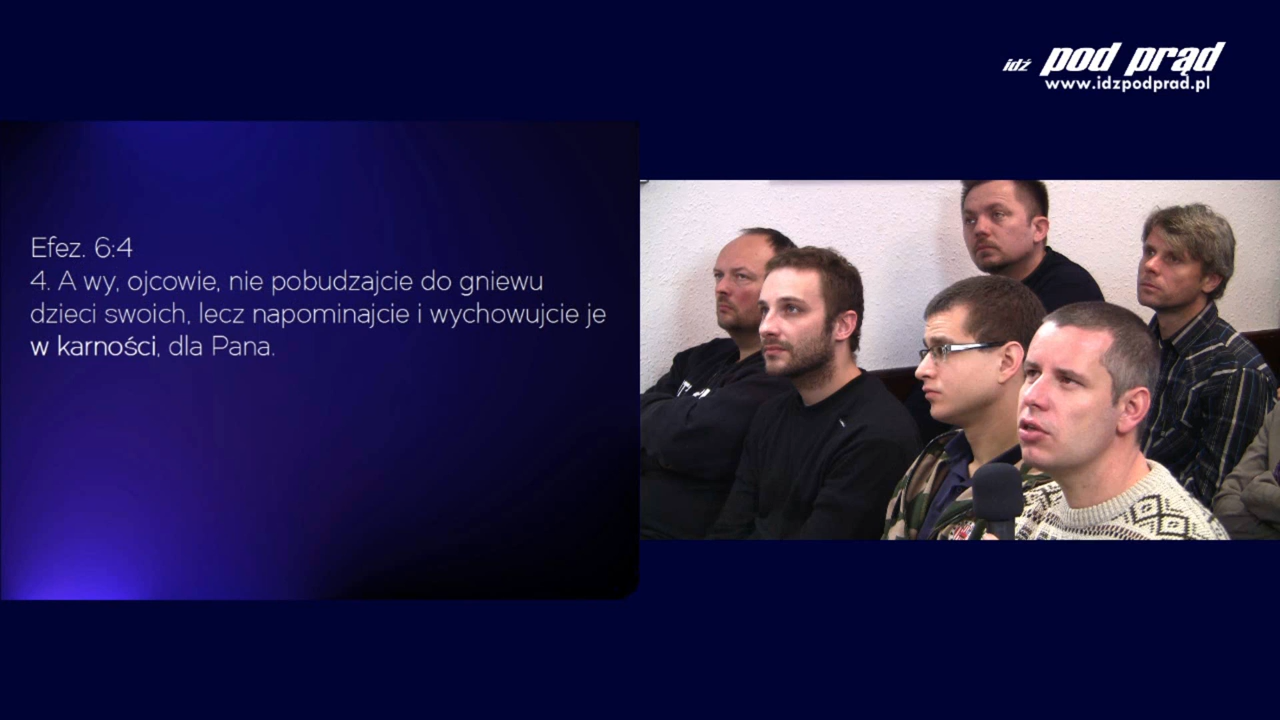 idź pod prąd
www.idzpodprad.pl
Efez. 6:4
4. A wy, ojcowie, nie pobudzajcie do gniewu
dzieci swoich, lecz napominajcie i wychowujcie je
w karności, dla Pana.